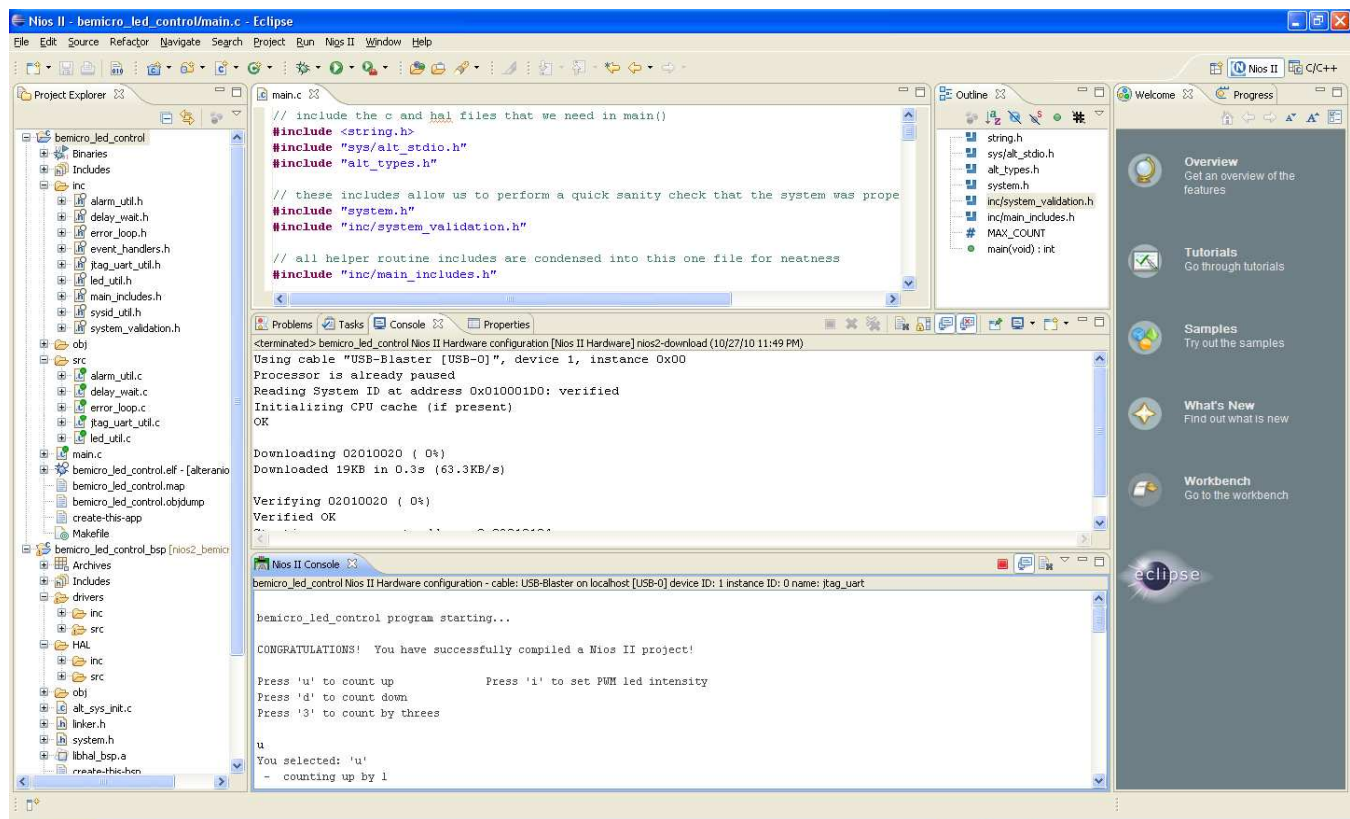 Nios II - bemicro_led_control/main.c - Eclipse
File Edit Source Refactor Navigate Search Project Run Nios II Window Help
Nios II C/C++
Project Explorer
bemicro_led_control
Binaries
Includes
inc
alarm_util.h
delay_wait.h
error_loop.h
event_handlers.h
jtag_uart_util.h
led_util.h
main_includes.h
sysid_util.h
system_validation.h
obj
src
alarm_util.c
delay_wait.c
error_loop.c
jtag_uart_util.c
led_util.c
main.c
bemicro_led_control.elf - [alteranio
bemicro_led_control.map
bemicro_led_control.objdump
create-this-app
Makefile
bemicro_led_control_bsp [nios2_bemicr
Archives
Includes
drivers
inc
src
HAL
inc
src
obj
alt_sys_init.c
linker.h
system.h
libhal_bsp.a
create-this-bsp
main.c
// include the c and hal files that we need in main()
#include <string.h>
#include "sys/alt_stdio.h"
#include "alt_types.h"
// these includes allow us to perform a quick sanity check that the system was prope
#include "system.h"
#include "inc/system_validation.h"
// all helper routine includes are condensed into this one file for neatness
#include "inc/main_includes.h"
Outline
string.h
sys/alt_stdio.h
alt_types.h
system.h
inc/system_validation.h
inc/main_includes.h
# MAX_COUNT
main(void) : int
Problems Tasks Console Properties
<terminated> bemicro_led_control Nios II Hardware configuration [Nios II Hardware] nios2-download (10/27/10 11:49 PM)
Using cable "USB-Blaster [USB-0]", device 1, instance 0x00
Processor is already paused
Reading System ID at address 0x010001D0: verified
Initializing CPU cache (if present)
OK
Downloading 02010020 ( 0%)
Downloaded 19KB in 0.3s (63.3KB/s)
Verifying 02010020 ( 0%)
Verified OK
Nios II Console
bemicro_led_control Nios II Hardware configuration - cable: USB-Blaster on localhost [USB-0] device ID: 1 instance ID: 0 name: jtag_uart
bemicro_led_control program starting...
CONGRATULATIONS! You have successfully compiled a Nios II project!
Press 'u' to count up Press 'i' to set PWM led intensity
Press 'd' to count down
Press '3' to count by threes
u
You selected: 'u'
- counting up by 1
Welcome Progress
Overview
Get an overview of the
features
Tutorials
Go through tutorials
Samples
Try out the samples
What's New
Find out what is new
Workbench
Go to the workbench
eclipse